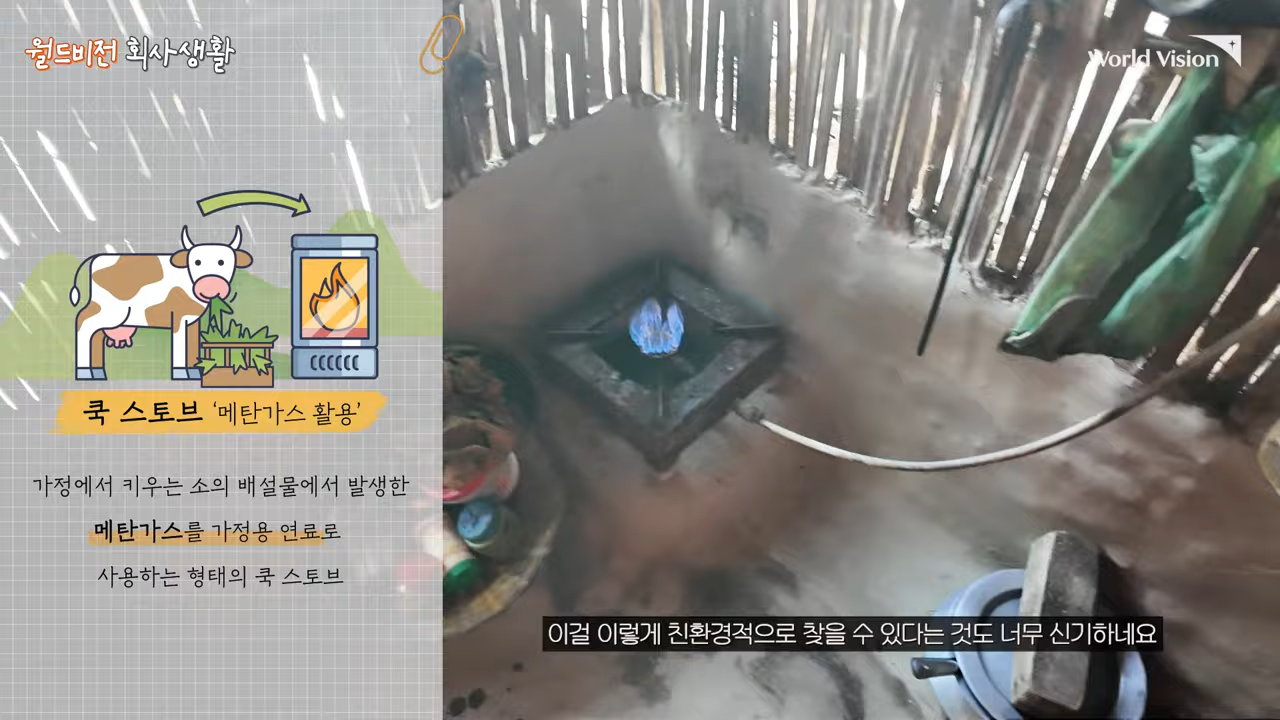 월드비전 회사생활
World Vision
쿡 스토브 '메탄가스 활용'
가정에서 키우는 소의 배설물에서 발생한
메탄가스를 가정용 연료로
사용하는 형태의 쿡 스토브
이걸 이렇게 친환경적으로 찾을 수 있다는 것도 너무 신기하네요